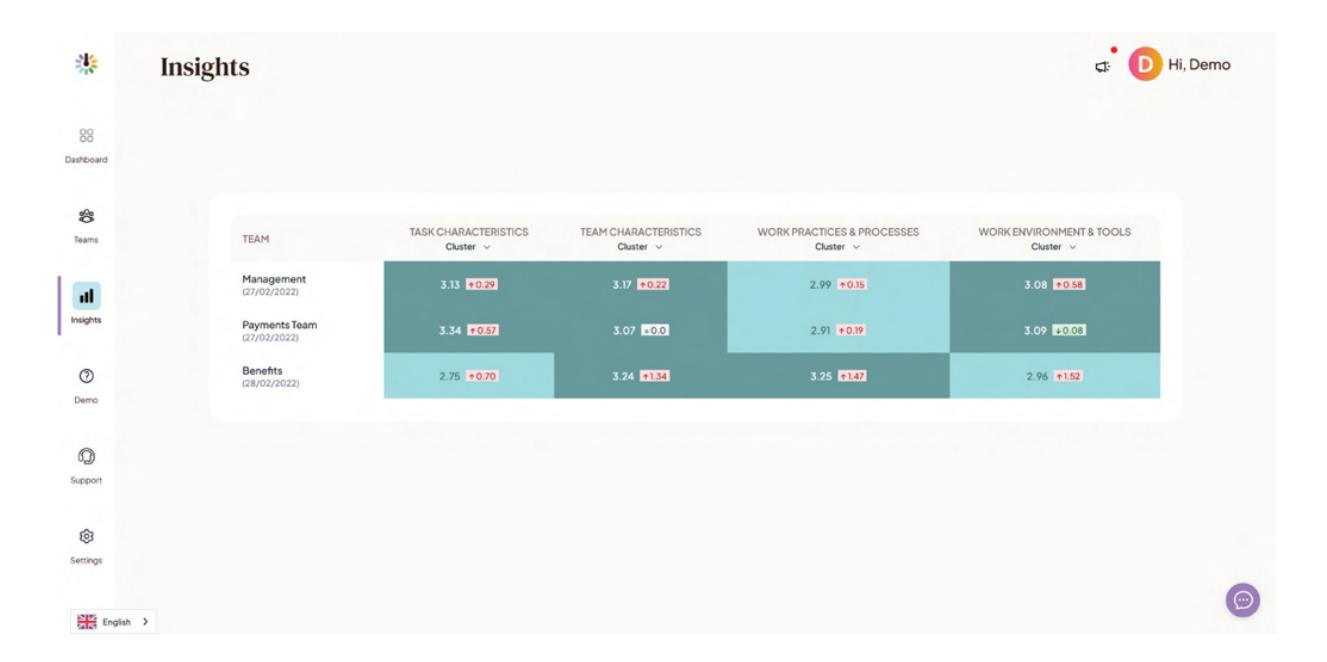 Insights
D Hi, Demo
Dashboard
Teams
Insights
Demo
Support
Settings
English
TEAM TASK CHARACTERISTICS TEAM CHARACTERISTICS WORK PRACTICES & PROCESSES WORK ENVIRONMENT & TOOLS
Cluster Cluster Cluster Cluster
Management 3.13 ↑0.29 3.17 ↑0.22 2.99 ↑0.15 3.08 ↑0.58
(27/02/2022)
Payments Team 3.34 ↑0.57 3.07 =0.0 2.91 ↑0.19 3.09 ↓0.08
(27/02/2022)
Benefits 2.75 ↑0.70 3.24 ↑1.34 3.25 ↑1.47 2.96 ↑1.52
(28/02/2022)